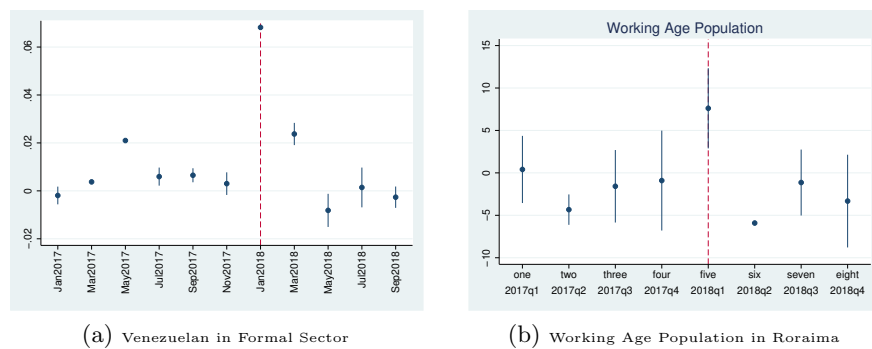 .06
.04
.02
0
-.02
Jan2017
Mar2017
May2017
Jul2017
Sep2017
Nov2017
Jan2018
Mar2018
May2018
Jul2018
Sep2018
(a) Venezuelan in Formal Sector
Working Age Population
15
10
5
0
-5
-10
one two three four five six seven eight
2017q1 2017q2 2017q3 2017q4 2018q1 2018q2 2018q3 2018q4
(b) Working Age Population in Roraima